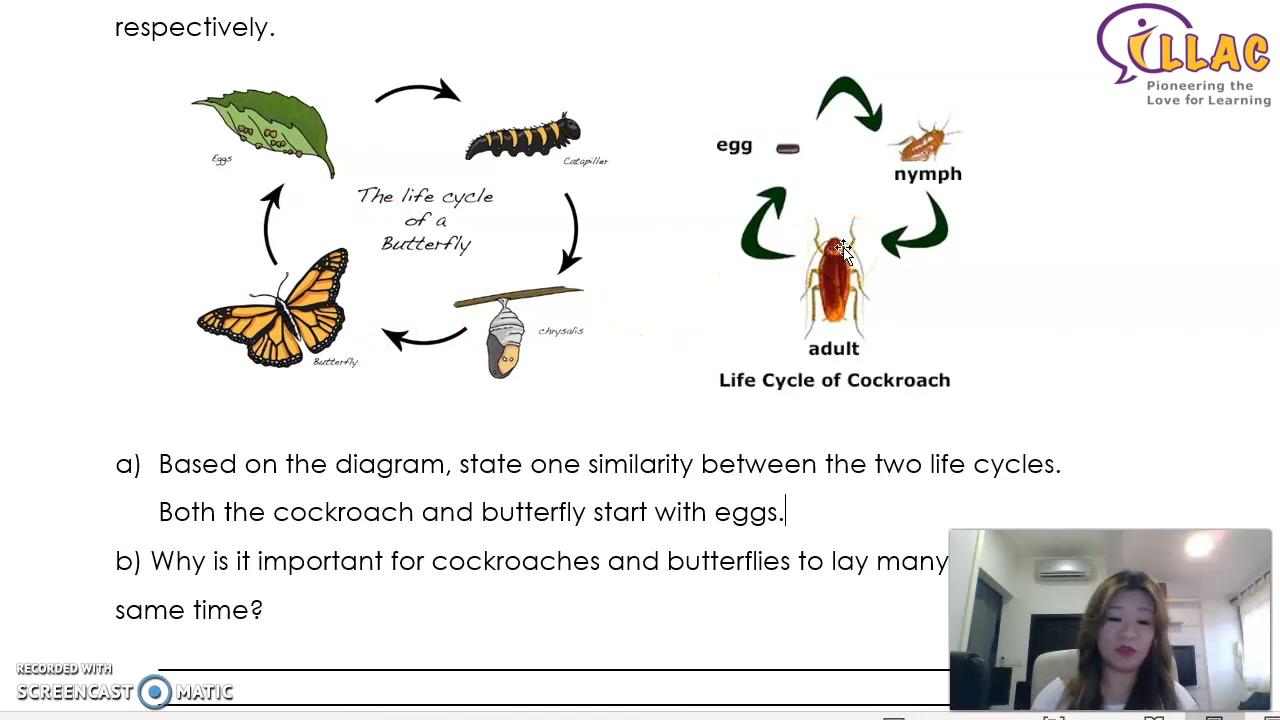 respectively.
iLLAC
Pioneering the
Love for Learning
Eggs
Catapiller
The life cycle
of a
Butterfly
chrysalis
Butterfly
egg
nymph
adult
Life Cycle of Cockroach
a) Based on the diagram, state one similarity between the two life cycles.
Both the cockroach and butterfly start with eggs.
b) Why is it important for cockroaches and butterflies to lay many
same time?
RECORDED WITH
SCREENCAST MATIC